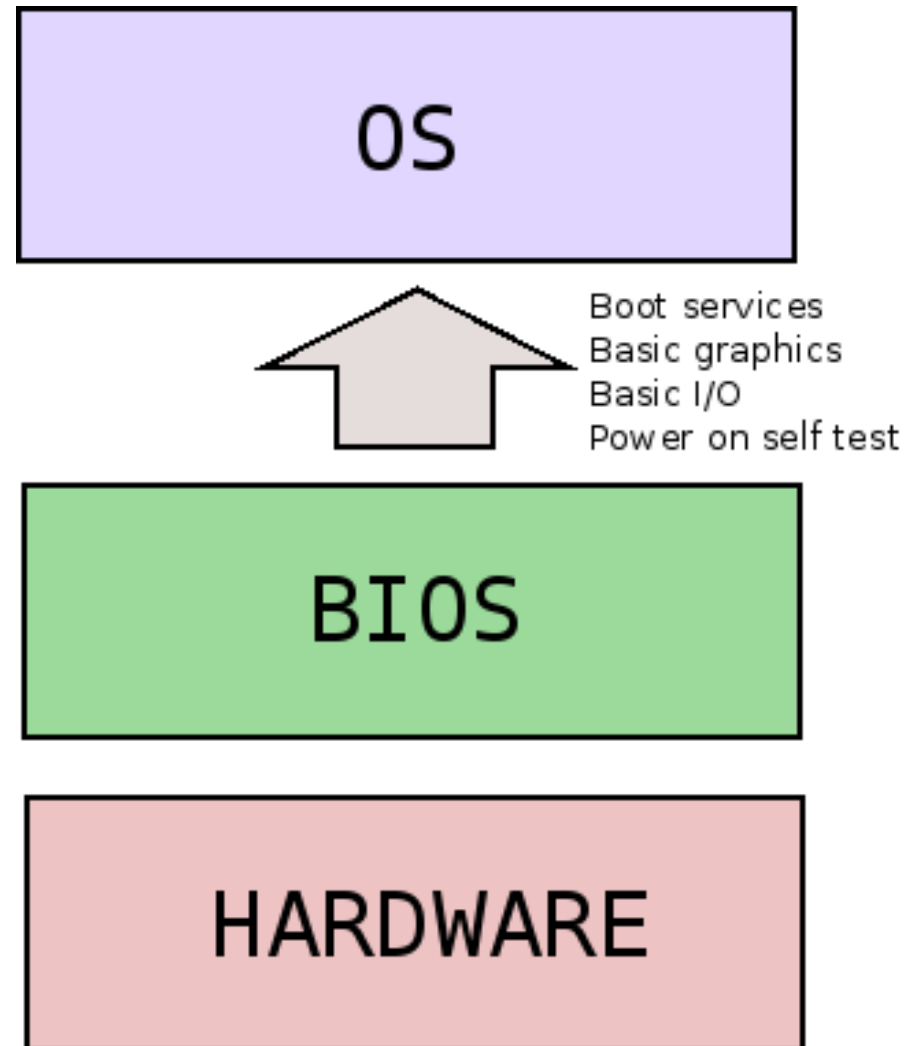 OS
Boot services
Basic graphics
Basic I/O
Power on self test
BIOS
HARDWARE